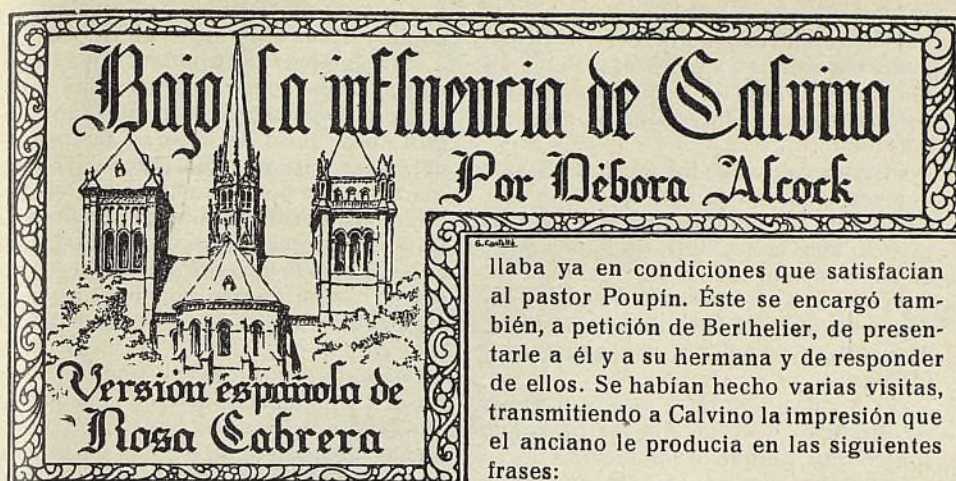 Bajo la influencia de Calvino
Por Débora Alcock
Versión española de
Rosa Cabrera
G. Castillá
llaba ya en condiciones que satisfacían
al pastor Poupin. Éste se encargó tam-
bién, a petición de Berthelier, de presen-
tarle a él y a su hermana y de responder
de ellos. Se habían hecho varias visitas,
transmitiendo a Calvino la impresión que
el anciano le producia en las siguientes
frases: